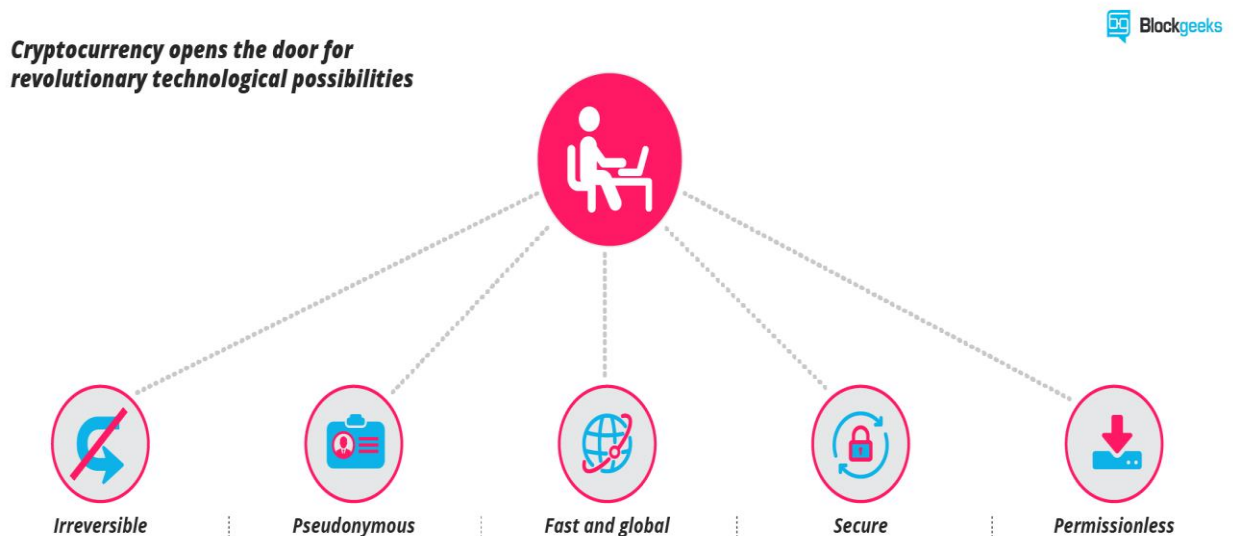 Blockgeeks
Cryptocurrency opens the door for
revolutionary technological possibilities
Irreversible
Pseudonymous
Fast and global
Secure
Permissionless